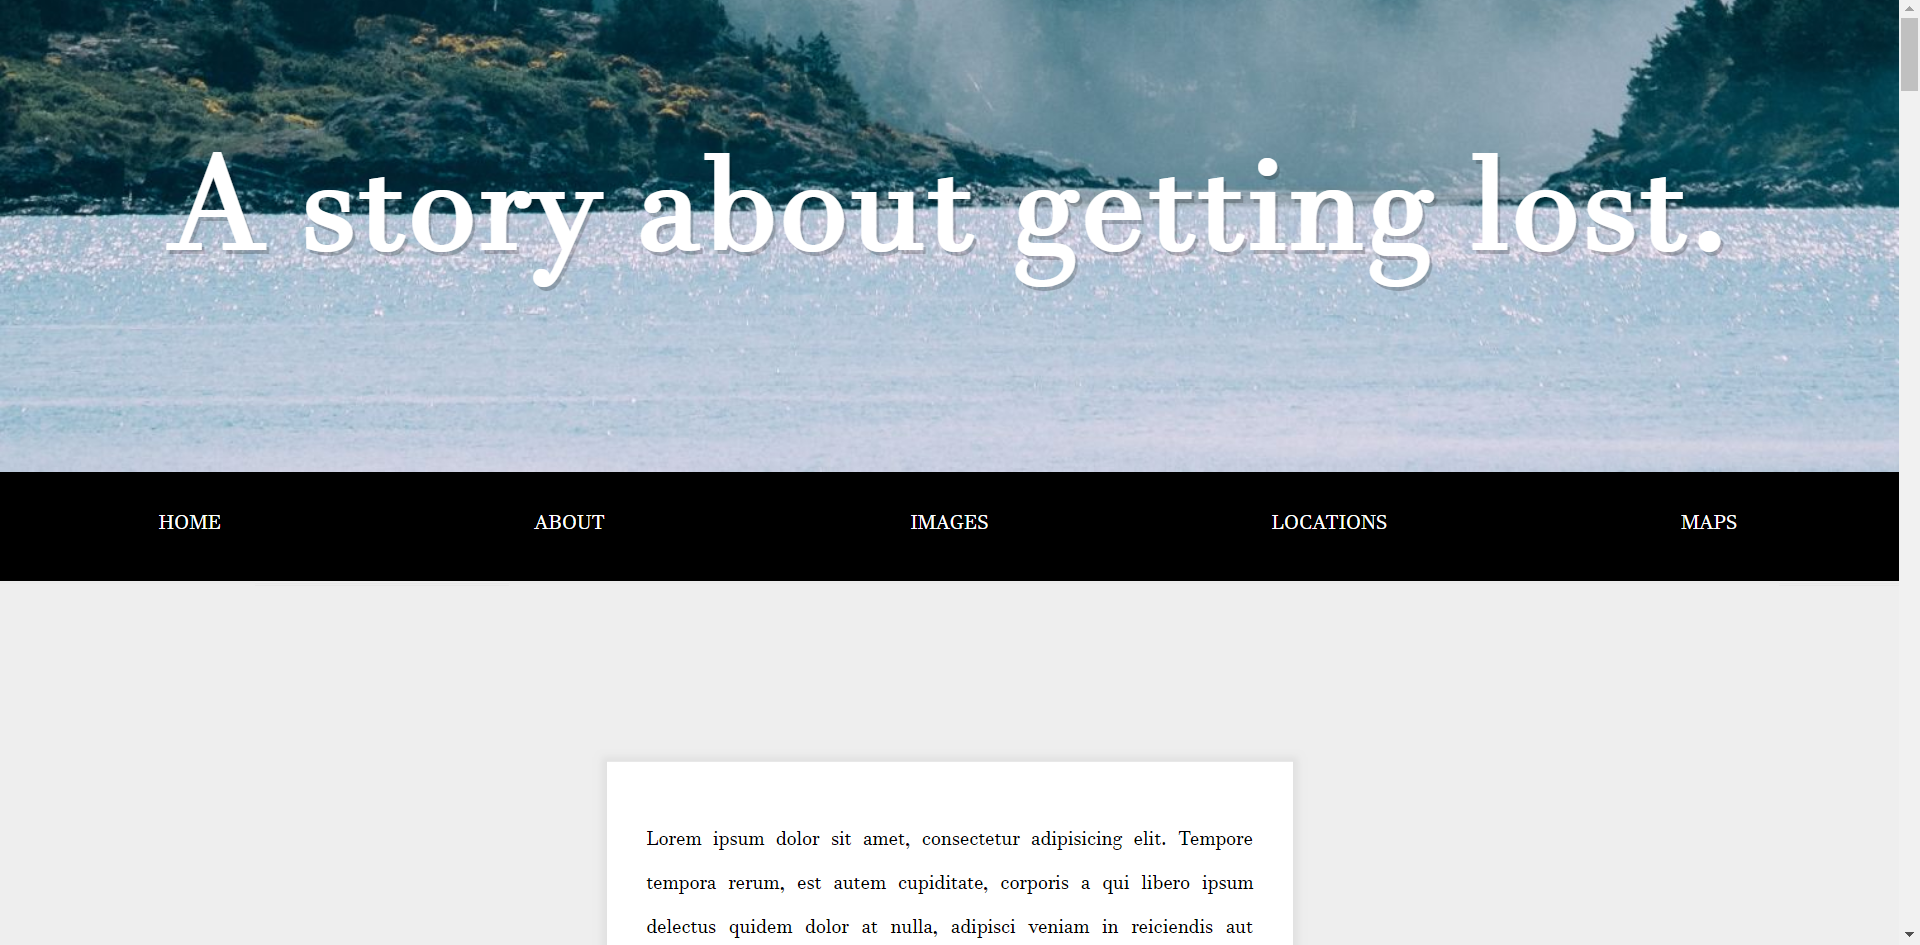 A story about getting lost.
HOME ABOUT IMAGES LOCATIONS MAPS
Lorem ipsum dolor sit amet, consectetur adipisicing elit. Tempore
tempora rerum, est autem cupiditate, corporis a qui libero ipsum
delectus quidem dolor at nulla, adipisci veniam in reiciendis aut